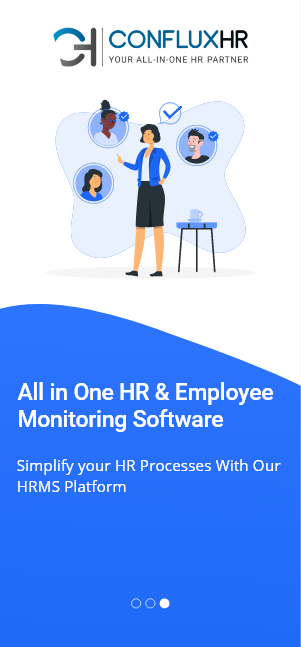 CONFLUXHR
YOUR ALL-IN-ONE HR PARTNER
All in One HR & Employee
Monitoring Software
Simplify your HR Processes With Our
HRMS Platform